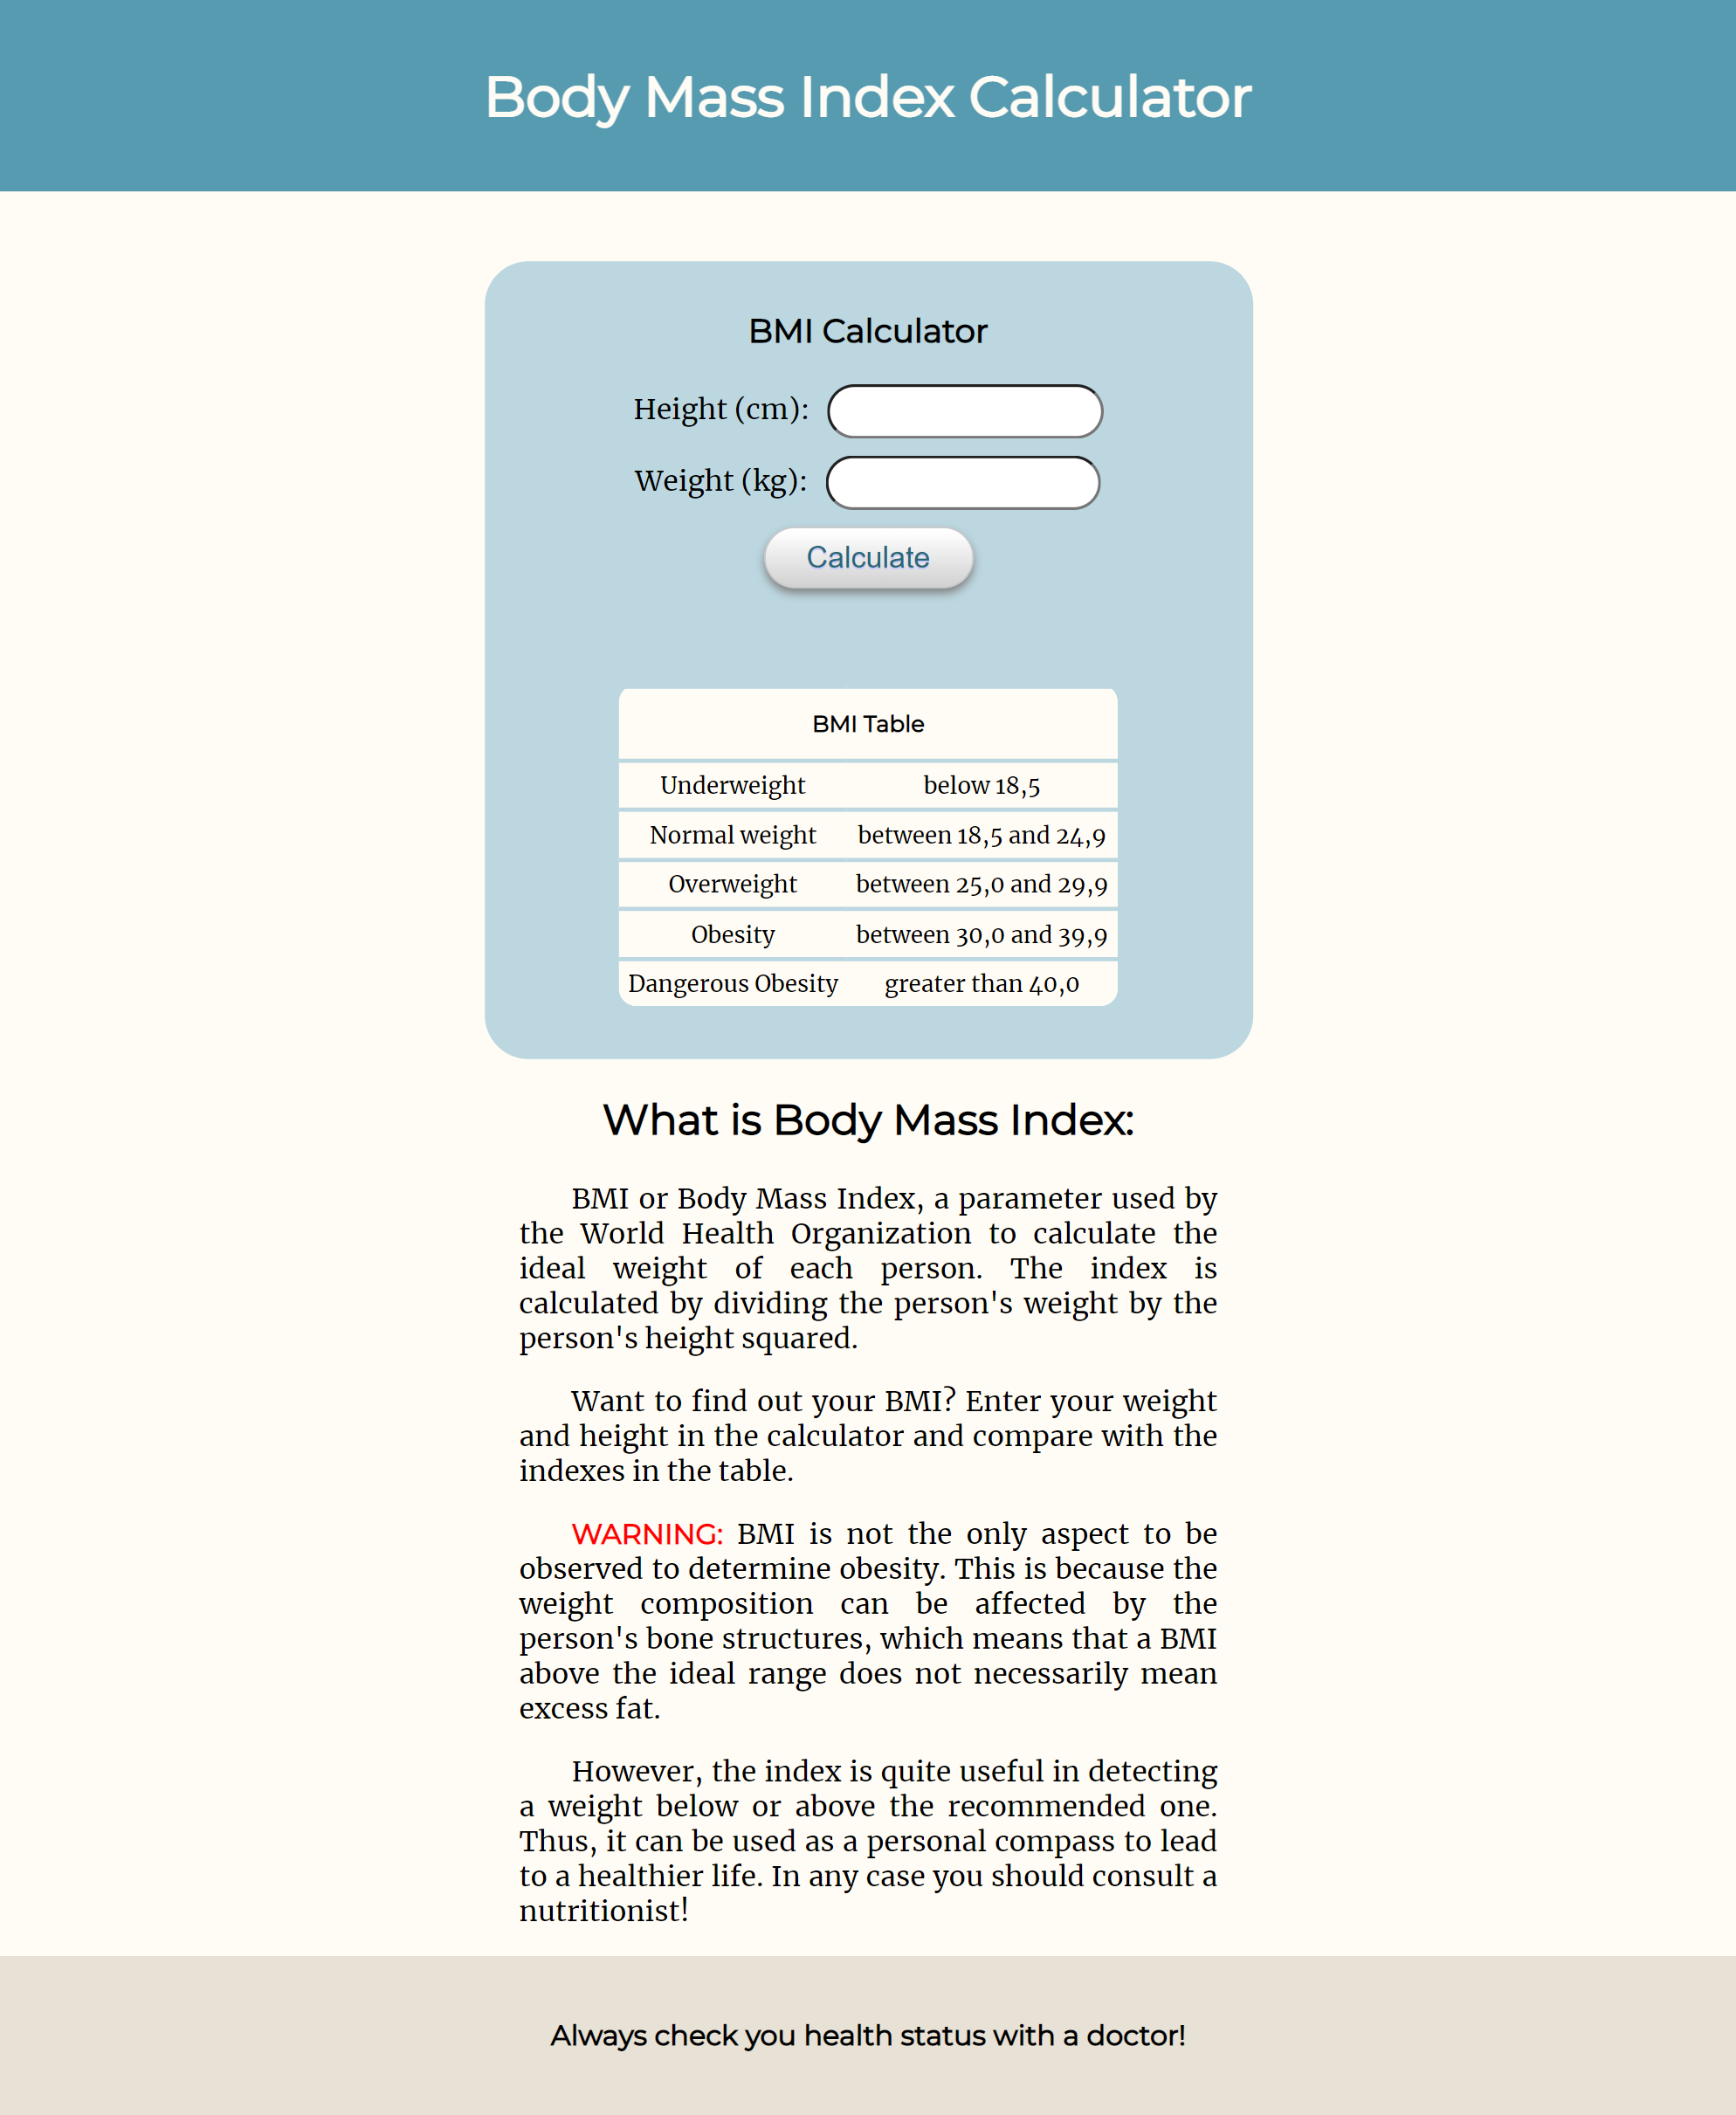 Body Mass Index Calculator
BMI Calculator
Height (cm):
Weight (kg):
Calculate
BMI Table
Underweight below 18,5
Normal weight between 18,5 and 24,9
Overweight between 25,0 and 29,9
Obesity between 30,0 and 39,9
Dangerous Obesity greater than 40,0
What is Body Mass Index:
BMI or Body Mass Index, a parameter used by
the World Health Organization to calculate the
ideal weight of each person. The index is
calculated by dividing the person's weight by the
person's height squared.
Want to find out your BMI? Enter your weight
and height in the calculator and compare with the
indexes in the table.
WARNING: BMI is not the only aspect to be
observed to determine obesity. This is because the
weight composition can be affected by the
person's bone structures, which means that a BMI
above the ideal range does not necessarily mean
excess fat.
However, the index is quite useful in detecting
a weight below or above the recommended one.
Thus, it can be used as a personal compass to lead
to a healthier life. In any case you should consult a
nutritionist!
Always check you health status with a doctor!